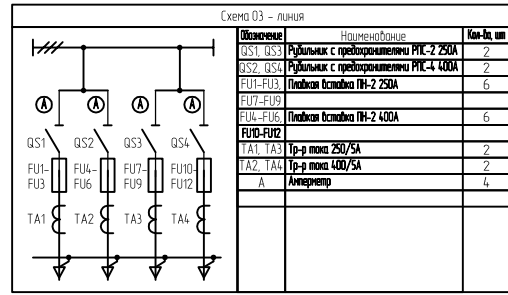 Схема 03 - линия
Обозначение Наименование Кол-во, шт
QS1, QS3 Рубильник с предохранителями РПС-2 250А 2
QS2, QS4 Рубильник с предохранителями РПС-4 400А 2
FU1-FU3, Плавкая вставка ПН-2 250А 6
FU7-FU9
FU4-FU6, Плавкая вставка ПН-2 400А 6
FU10-FU12
TA1, TA3 Тр-р тока 250/5А 2
TA2, TA4 Тр-р тока 400/5А 2
A Амперметр 4
A A A A
QS1 QS2 QS3 QS4
FU1- FU4- FU7- FU10-
FU3 FU6 FU9 FU12
TA1 TA2 TA3 TA4